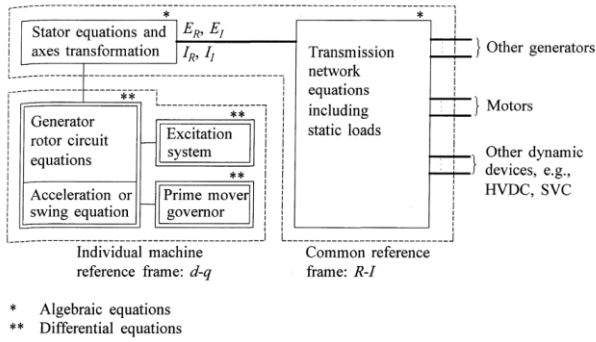 *
Stator equations and
axes transformation
E_R, E_I
I_R, I_I
*
Transmission
network
equations
including
static loads
Other generators
Motors
Other dynamic
devices, e.g.,
HVDC, SVC
**
Generator
rotor circuit
equations
**
Excitation
system
Acceleration or
swing equation
**
Prime mover
governor
Individual machine
reference frame: d-q
Common reference
frame: R-I
* Algebraic equations
** Differential equations